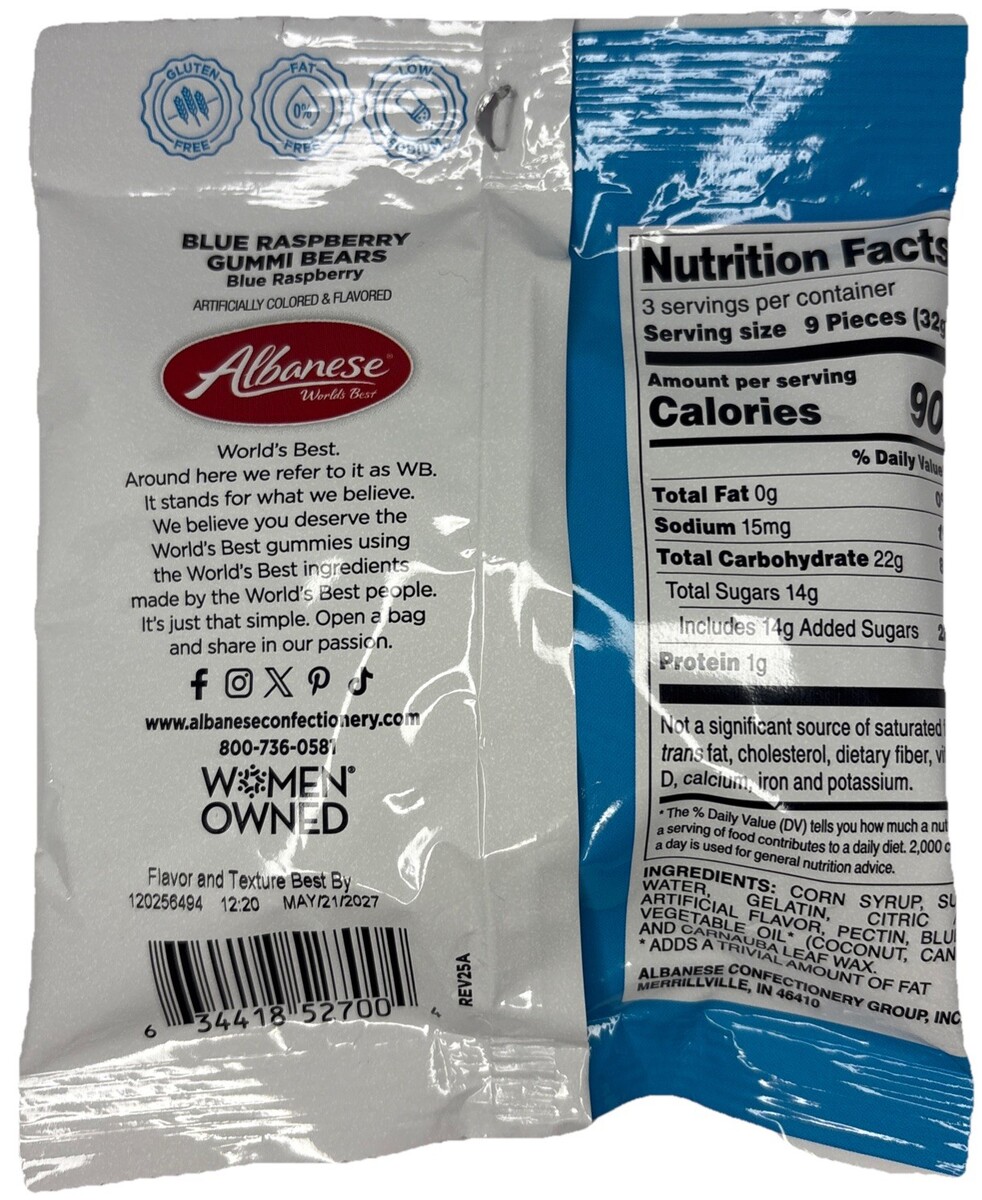 GLUTEN
FREE
FAT
0%
FREE
LOW
SODIUM
BLUE RASPBERRY
GUMMI BEARS
Blue Raspberry
ARTIFICIALLY COLORED & FLAVORED
Albanese®
World's Best
World's Best.
Around here we refer to it as WB.
It stands for what we believe.
We believe you deserve the
World's Best gummies using
the World's Best ingredients
made by the World's Best people.
It's just that simple. Open a bag
and share in our passion.
www.albaneseconfectionery.com
800-736-0581
WOMEN®
OWNED
Flavor and Texture Best By
120256494 12:20 MAY/21/2027
6 34418 52700 4
REV25A
Nutrition Facts
3 servings per container
Serving size 9 Pieces (32g
Amount per serving
Calories 90
% Daily Value
Total Fat 0g
Sodium 15mg
Total Carbohydrate 22g
Total Sugars 14g
Includes 14g Added Sugars
Protein 1g
Not a significant source of saturated
trans fat, cholesterol, dietary fiber,
D, calcium, iron and potassium.
* The % Daily Value (DV) tells you how much a
a serving of food contributes to a daily diet. 2,000
a day is used for general nutrition advice.
INGREDIENTS: CORN SYRUP,
WATER, GELATIN, CITRIC
ARTIFICIAL FLAVOR, PECTIN,
VEGETABLE OIL* (COCONUT,
AND CARNAUBA LEAF WAX.
* ADDS A TRIVIAL AMOUNT OF FAT
ALBANESE CONFECTIONERY GROUP, INC
MERRILLVILLE, IN 46410